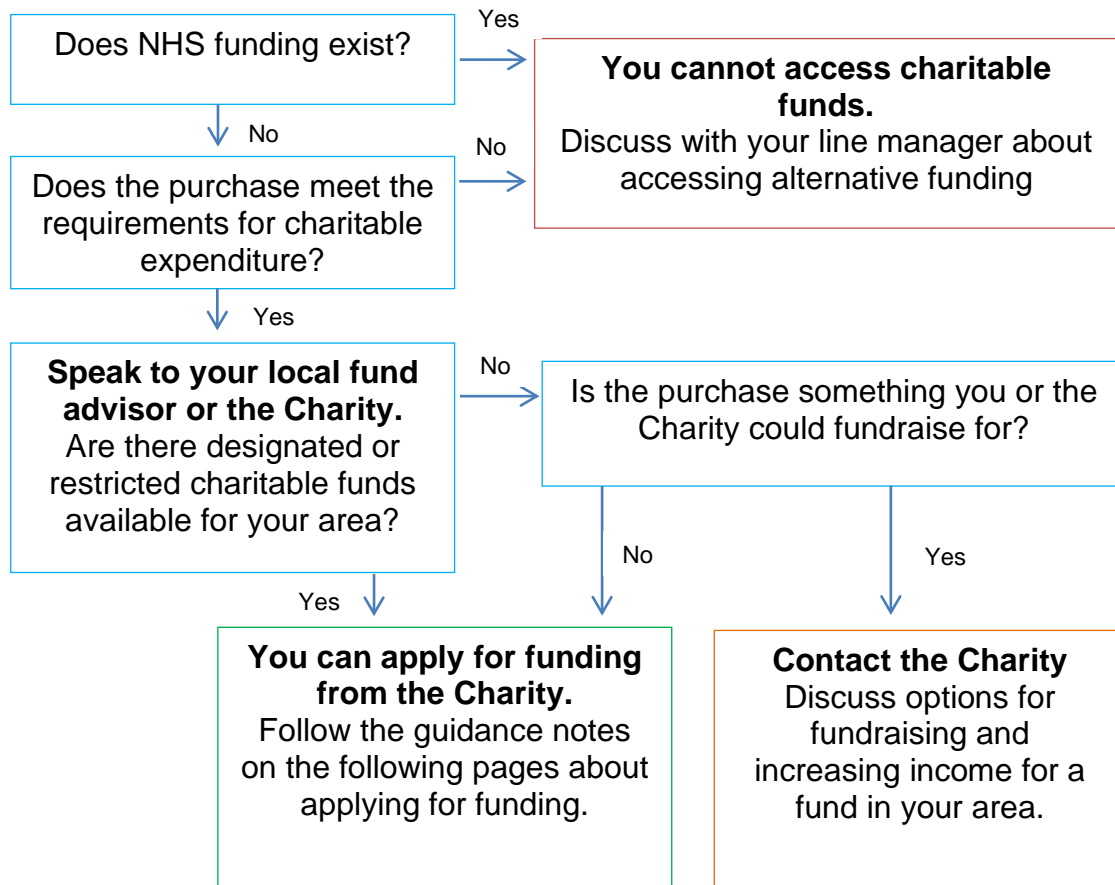 Does NHS funding exist?
Yes
You cannot access charitable
funds.
Discuss with your line manager about
accessing alternative funding
No
No
Does the purchase meet the
requirements for charitable
expenditure?
Yes
Speak to your local fund
advisor or the Charity.
Are there designated or
restricted charitable funds
available for your area?
No
Is the purchase something you or the
Charity could fundraise for?
No
Yes
Yes
You can apply for funding
from the Charity.
Follow the guidance notes
on the following pages about
applying for funding.
Contact the Charity
Discuss options for
fundraising and
increasing income for a
fund in your area.